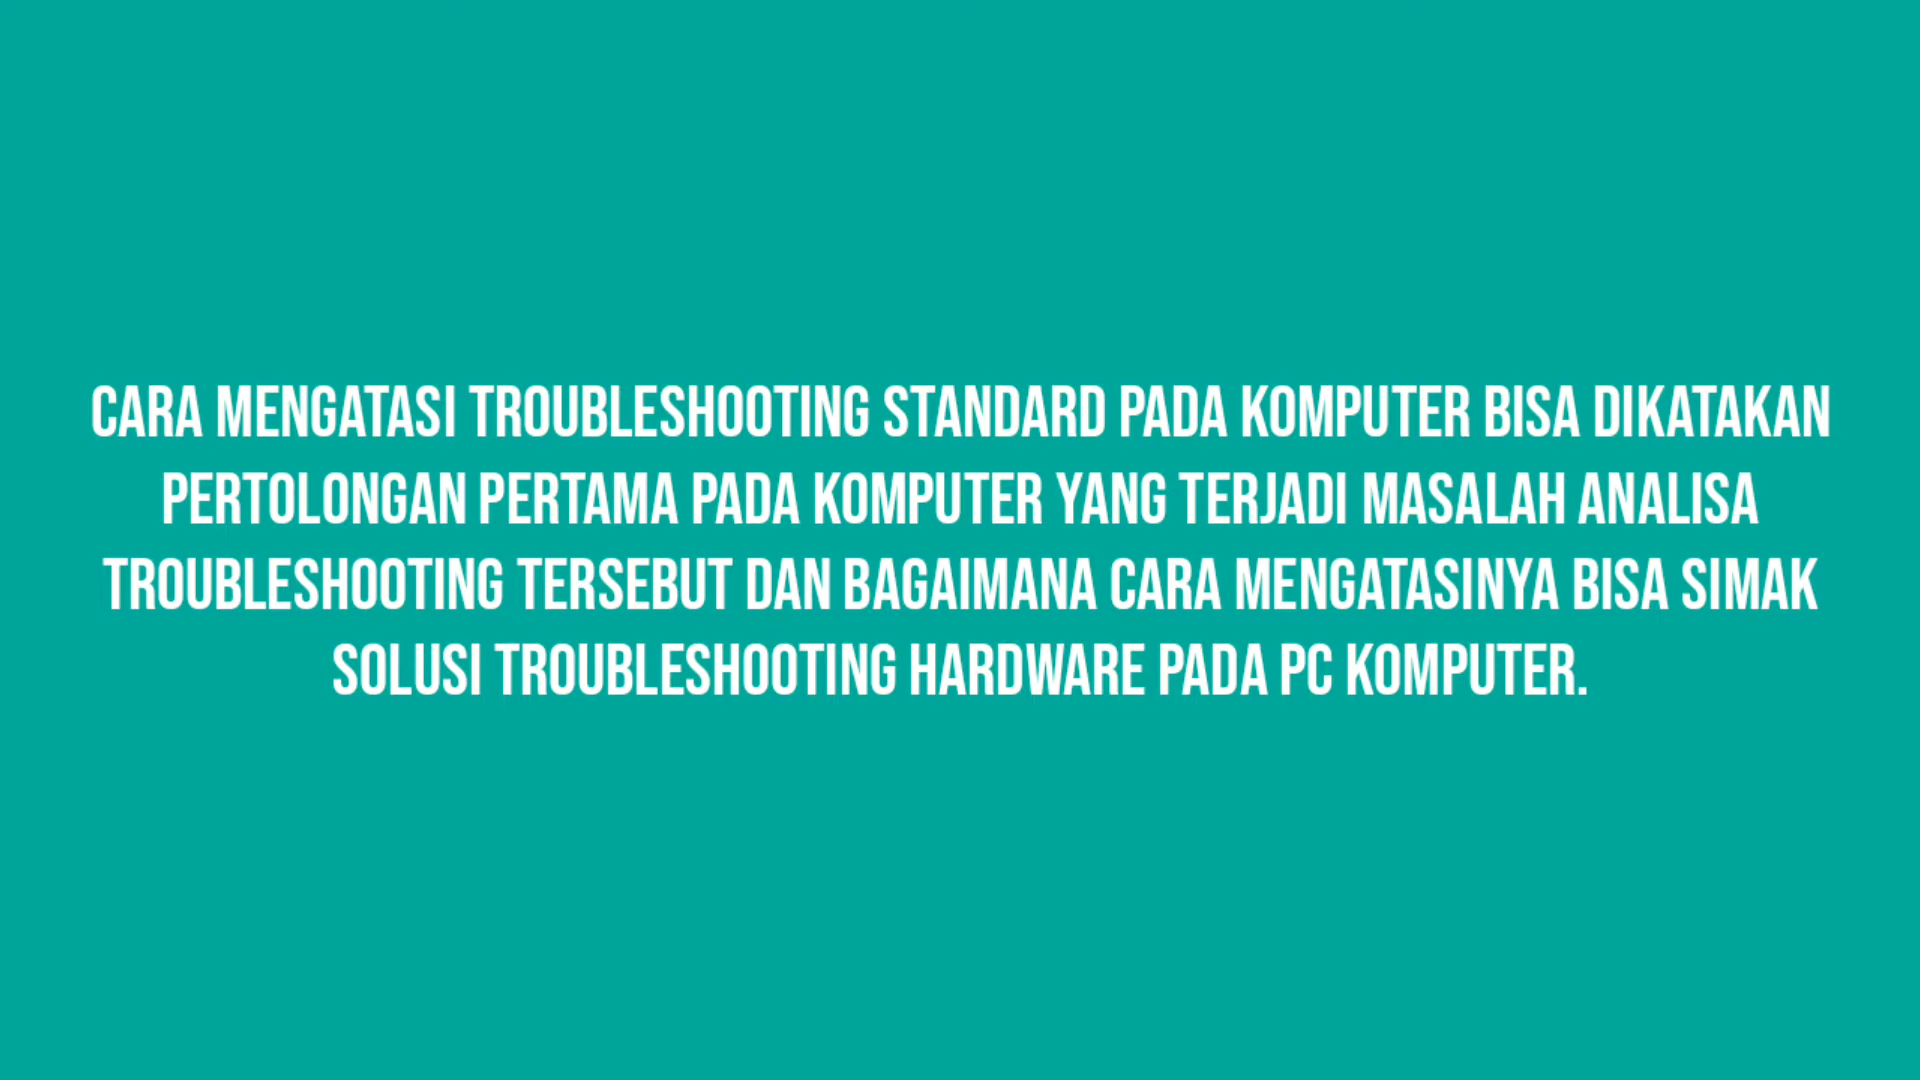 CARA MENGATASI TROUBLESHOOTING STANDARD PADA KOMPUTER BISA DIKATAKAN
PERTOLONGAN PERTAMA PADA KOMPUTER YANG TERJADI MASALAH ANALISA
TROUBLESHOOTING TERSEBUT DAN BAGAIMANA CARA MENGATASINYA BISA SIMAK
SOLUSI TROUBLESHOOTING HARDWARE PADA PC KOMPUTER.